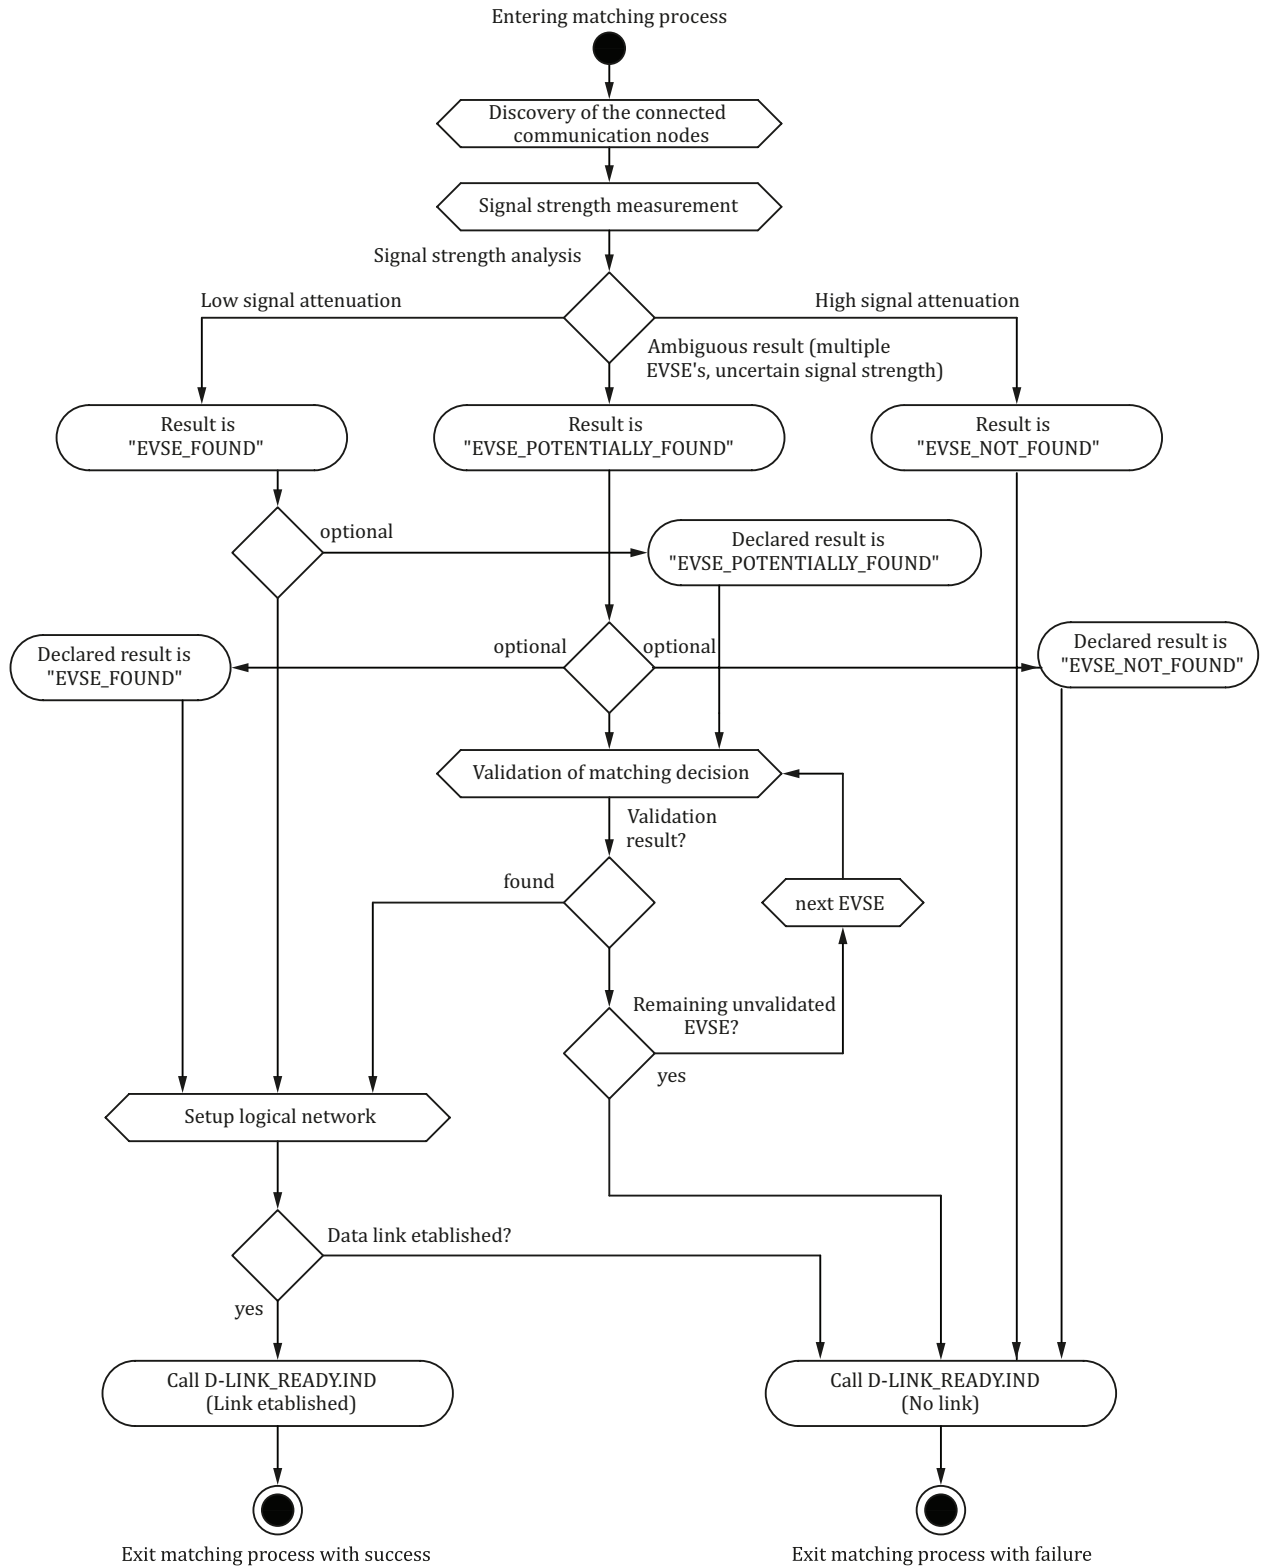 Entering matching process
Discovery of the connected
communication nodes
Signal strength measurement
Signal strength analysis
Low signal attenuation
High signal attenuation
Ambiguous result (multiple
EVSE's, uncertain signal strength)
Result is
"EVSE_FOUND"
Result is
"EVSE_POTENTIALLY_FOUND"
Result is
"EVSE_NOT_FOUND"
optional
Declared result is
"EVSE_POTENTIALLY_FOUND"
optional
optional
Declared result is
"EVSE_FOUND"
Declared result is
"EVSE_NOT_FOUND"
Validation of matching decision
Validation
result?
found
next EVSE
Remaining unvalidated
EVSE?
yes
Setup logical network
Data link etablished?
yes
Call D-LINK_READY.IND
(Link etablished)
Call D-LINK_READY.IND
(No link)
Exit matching process with success
Exit matching process with failure